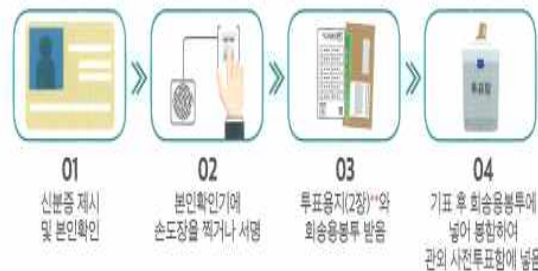 01
신분증 제시
및 본인확인
02
본인확인기에
손도장을 찍거나 서명
03
투표용지(2장)**와
회송용봉투 받음
04
투표함
기표 후 회송용봉투에
넣어 봉함하여
관외 사전투표함에 넣음